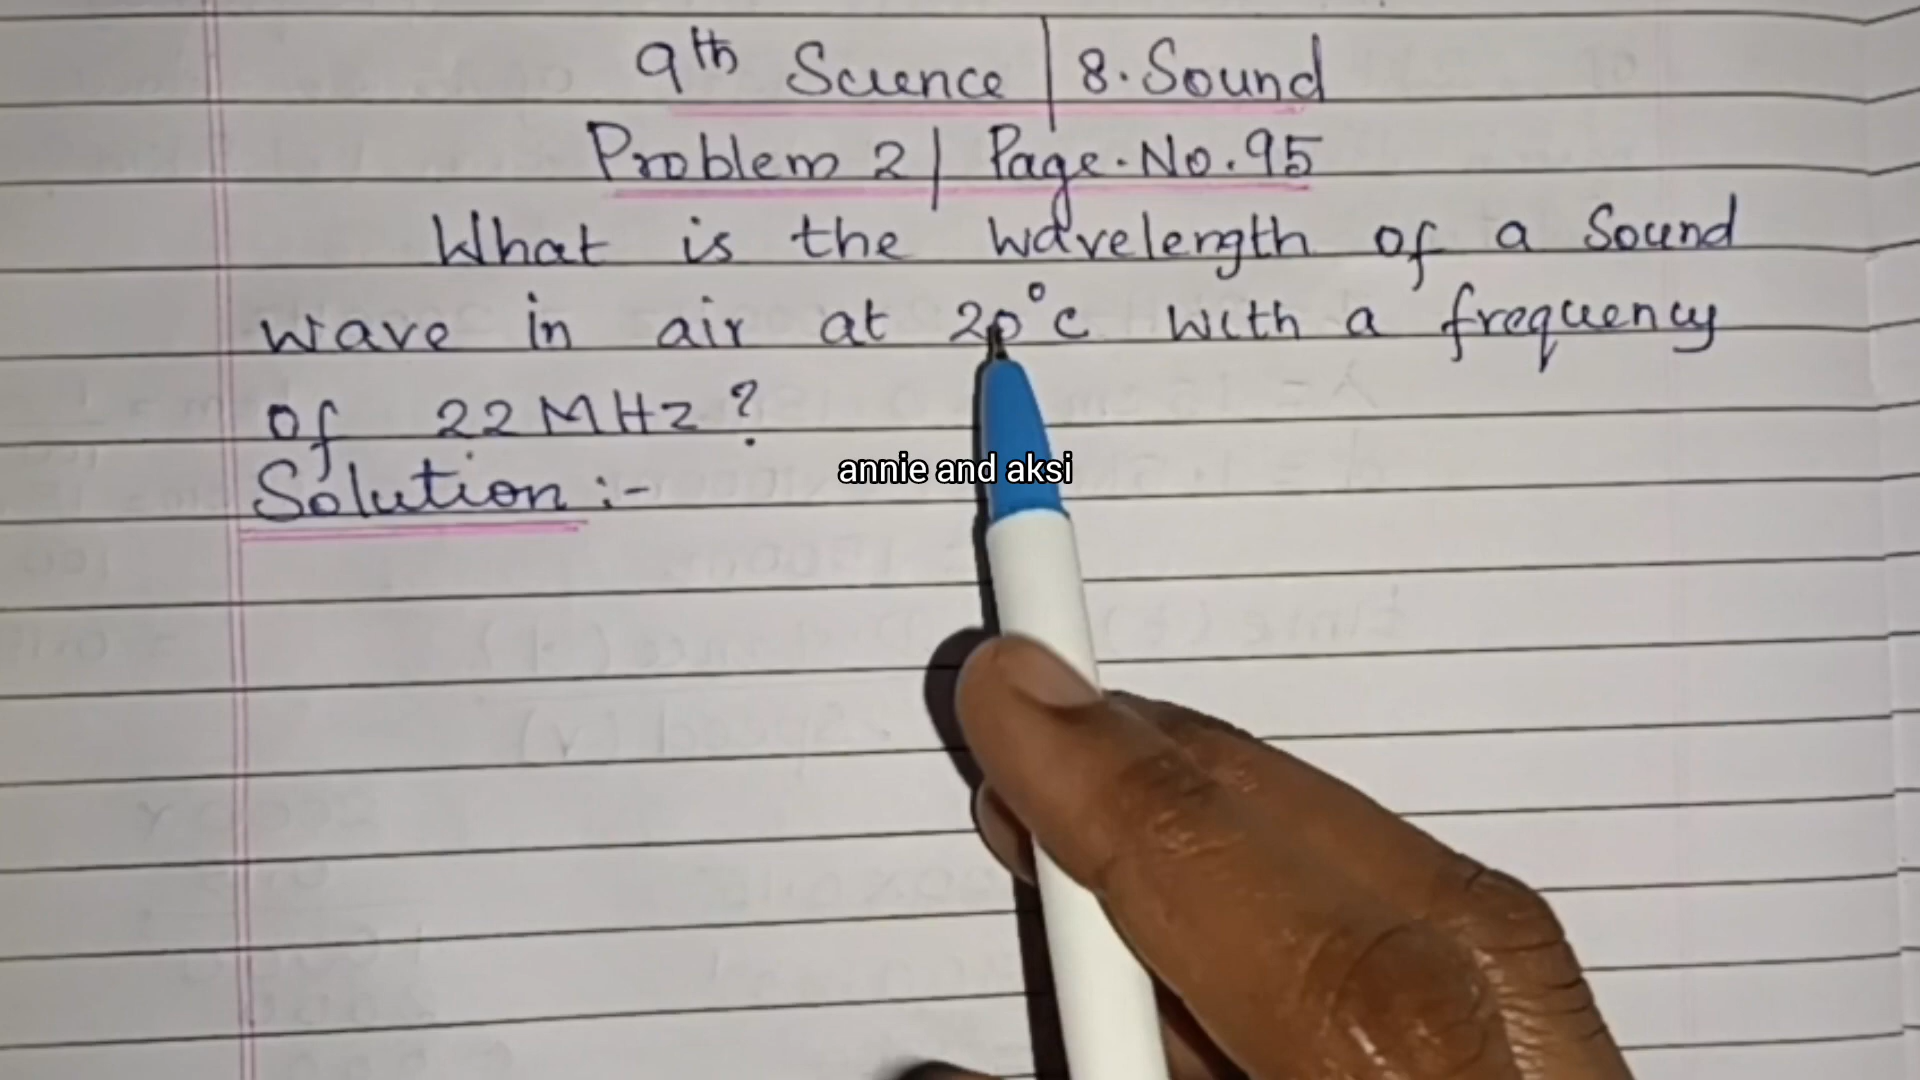 9th Science | 8. Sound
Problem 2 | Page. No. 95
What is the wavelength of a Sound
wave in air at 20°c with a frequency
of 22 MHz?
annie and aksi
Solution :-